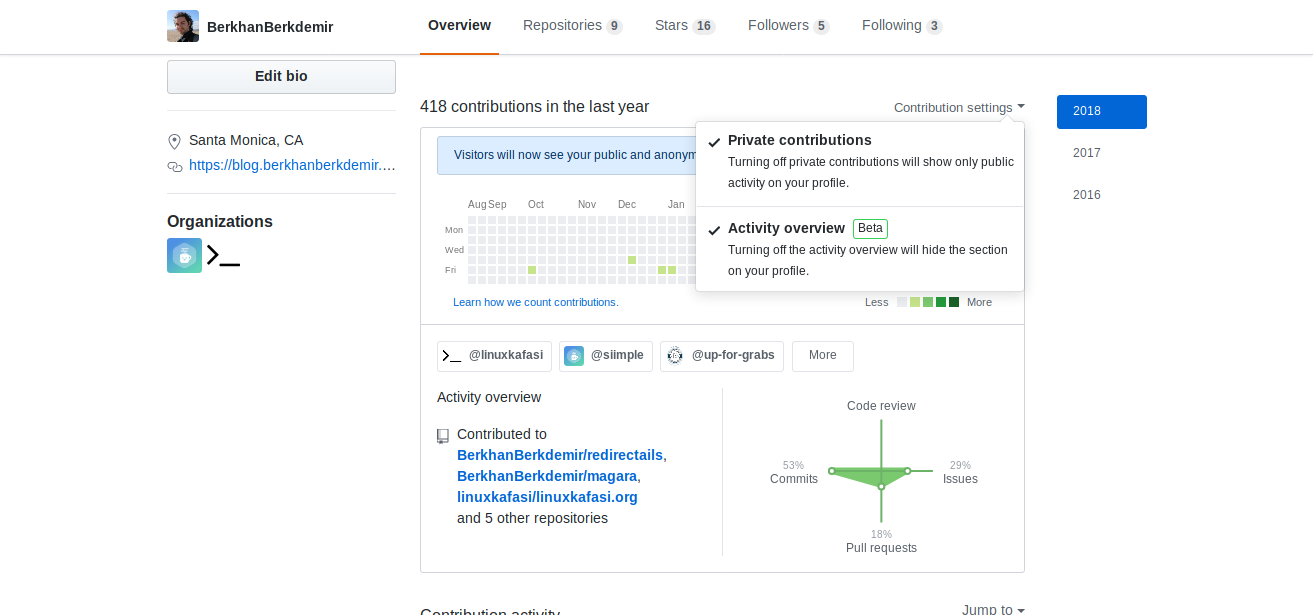 BerkhanBerkdemir
Overview
Repositories 9
Stars 16
Followers 5
Following 3
Edit bio
Santa Monica, CA
https://blog.berkhanberkdemir....
Organizations
418 contributions in the last year
Contribution settings
Visitors will now see your public and anonym
Private contributions
Turning off private contributions will show only public
activity on your profile.
Activity overview Beta
Turning off the activity overview will hide the section
on your profile.
Aug Sep Oct Nov Dec Jan
Mon
Wed
Fri
Learn how we count contributions.
Less More
@linuxkafasi
@siimple
@up-for-grabs
More
Activity overview
Contributed to
BerkhanBerkdemir/redirectails,
BerkhanBerkdemir/magara,
linuxkafasi/linuxkafasi.org
and 5 other repositories
Code review
53%
Commits
29%
Issues
18%
Pull requests
2018
2017
2016
Contribution activity
Jump to